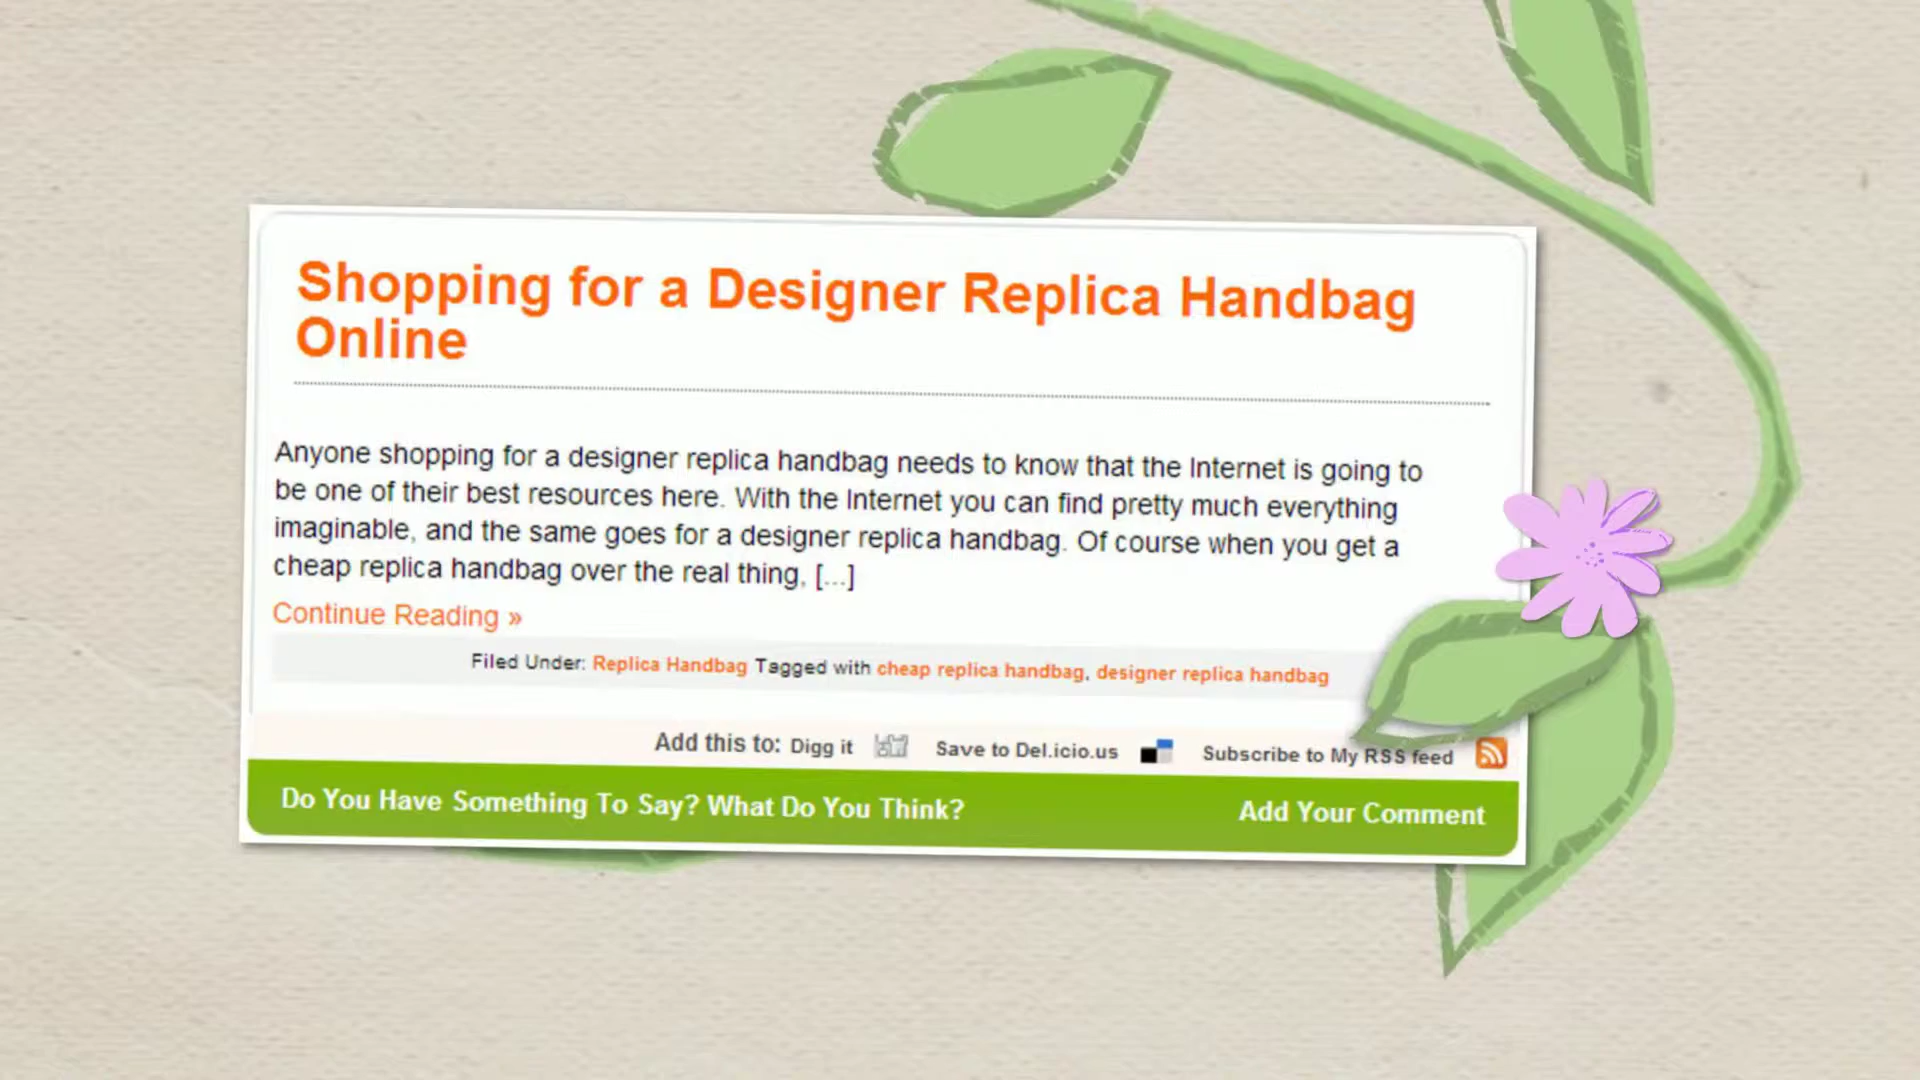 Shopping for a Designer Replica Handbag
Online
Anyone shopping for a designer replica handbag needs to know that the Internet is going to
be one of their best resources here. With the Internet you can find pretty much everything
imaginable, and the same goes for a designer replica handbag. Of course when you get a
cheap replica handbag over the real thing, [...]
Continue Reading »
Filed Under: Replica Handbag Tagged with cheap replica handbag, designer replica handbag
Add this to: Digg it Save to Del.icio.us Subscribe to My RSS feed
Do You Have Something To Say? What Do You Think? Add Your Comment